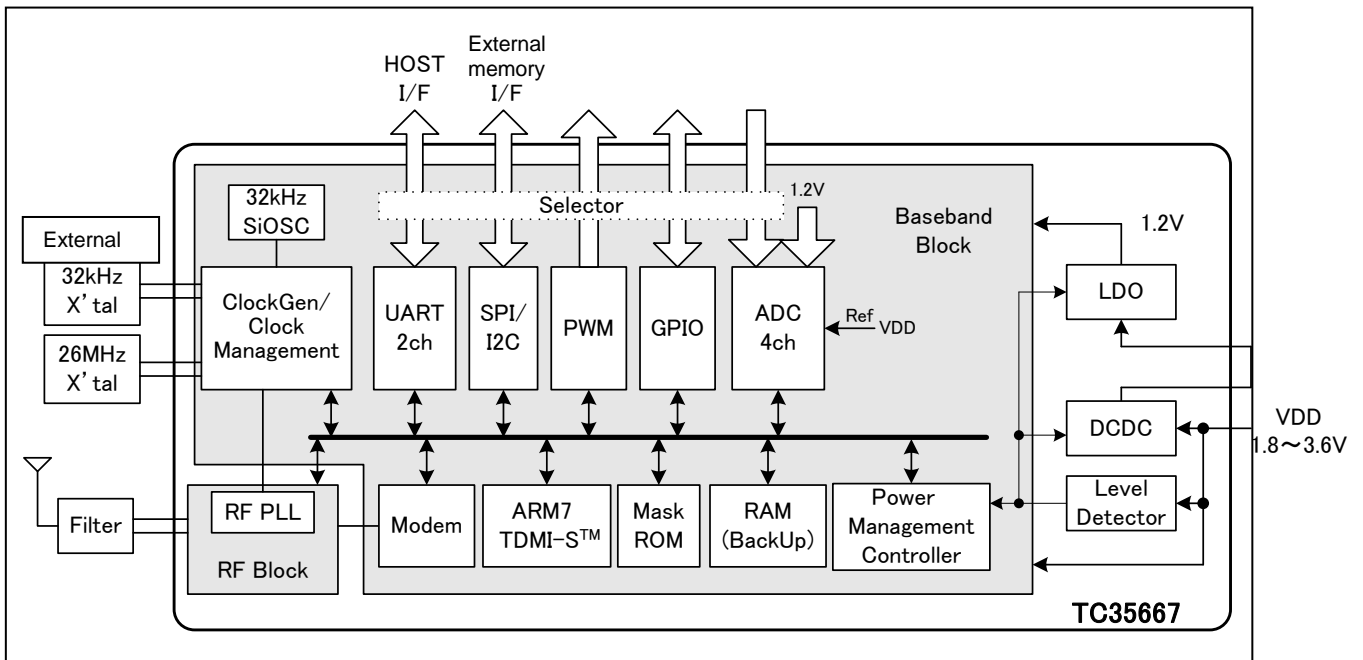 HOST
I/F
External
memory
I/F
32kHz
SiOSC
Selector
1.2V
Baseband
Block
1.2V
External
32kHz
X'tal
ClockGen/
Clock
Management
UART
2ch
SPI/
I2C
PWM
GPIO
ADC
4ch
Ref
VDD
LDO
26MHz
X'tal
DCDC
VDD
1.8～3.6V
Filter
RF PLL
RF Block
Modem
ARM7
TDMI-S™
Mask
ROM
RAM
(BackUp)
Power
Management
Controller
Level
Detector
TC35667